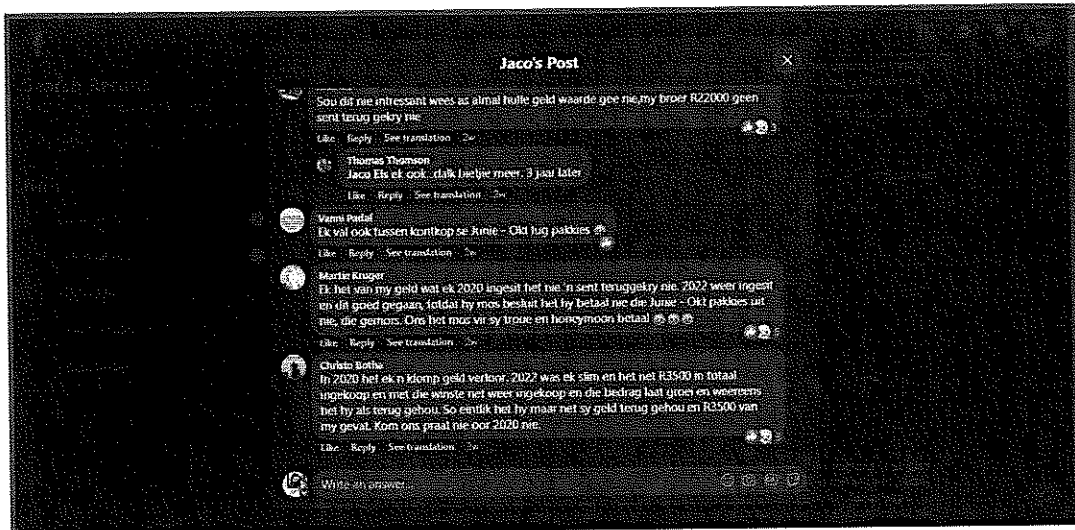 Jaco's Post
Sou dit nie intressant wees as almal hulle geld waarde gee nie,my broer R22000 geen
sent terug gekry nie
Like Reply See translation 2w
3
Thomas Thomson
Jaco Els ek ook.. dalk bietjie meer. 3 jaar later
Like Reply See translation 2w
Vanni Padal
Ek val ook tussen kontkop se Junie - Okt lug pakkies
Like Reply See translation 2w
Martie Kruger
Ek het van my geld wat ek 2020 ingesit het nie 'n sent teruggekry nie. 2022 weer ingesit
en dit goed gegaan, totdat hy mos besluit het hy betaal nie die Junie - Okt pakkies uit
nie, die gemors. Ons het mos vir sy troue en honeymoon betaal
Like Reply See translation 2w
Christo Botha
In 2020 het ek n klomp geld verloor. 2022 was ek slim en het net R3500 in totaal
ingekoop en met die winste net weer ingekoop en die bedrag laat groei en weereens
het hy als terug gehou. So eintlik het hy maar net sy geld terug gehou en R3500 van
my gevat. Kom ons praat nie oor 2020 nie.
Like Reply See translation
Write an answer...